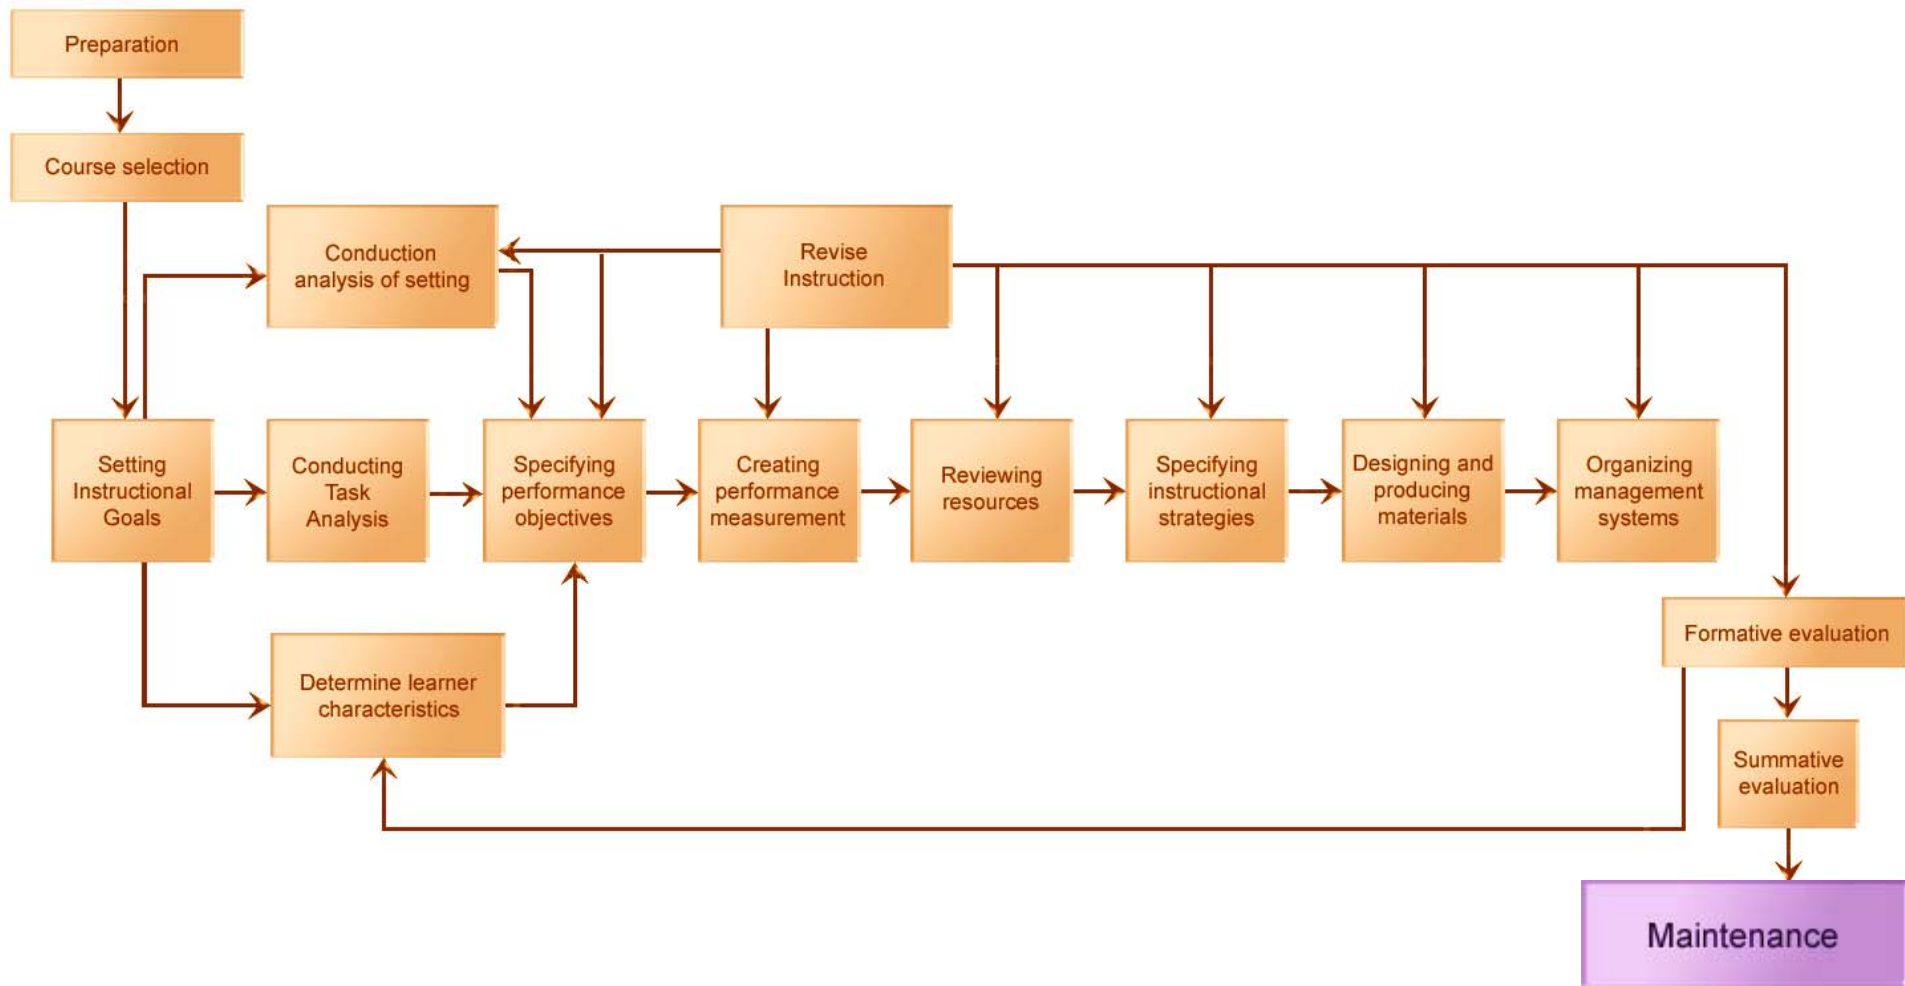 Preparation
Course selection
Conduction
analysis of setting
Revise
Instruction
Setting
Instructional
Goals
Conducting
Task
Analysis
Specifying
performance
objectives
Creating
performance
measurement
Reviewing
resources
Specifying
instructional
strategies
Designing and
producing
materials
Organizing
management
systems
Determine learner
characteristics
Formative evaluation
Summative
evaluation
Maintenance